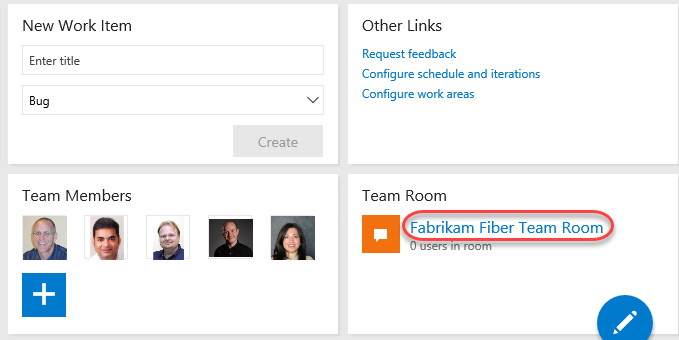 New Work Item
Enter title
Bug
Create
Other Links
Request feedback
Configure schedule and iterations
Configure work areas
Team Members
Team Room
Fabrikam Fiber Team Room
0 users in room